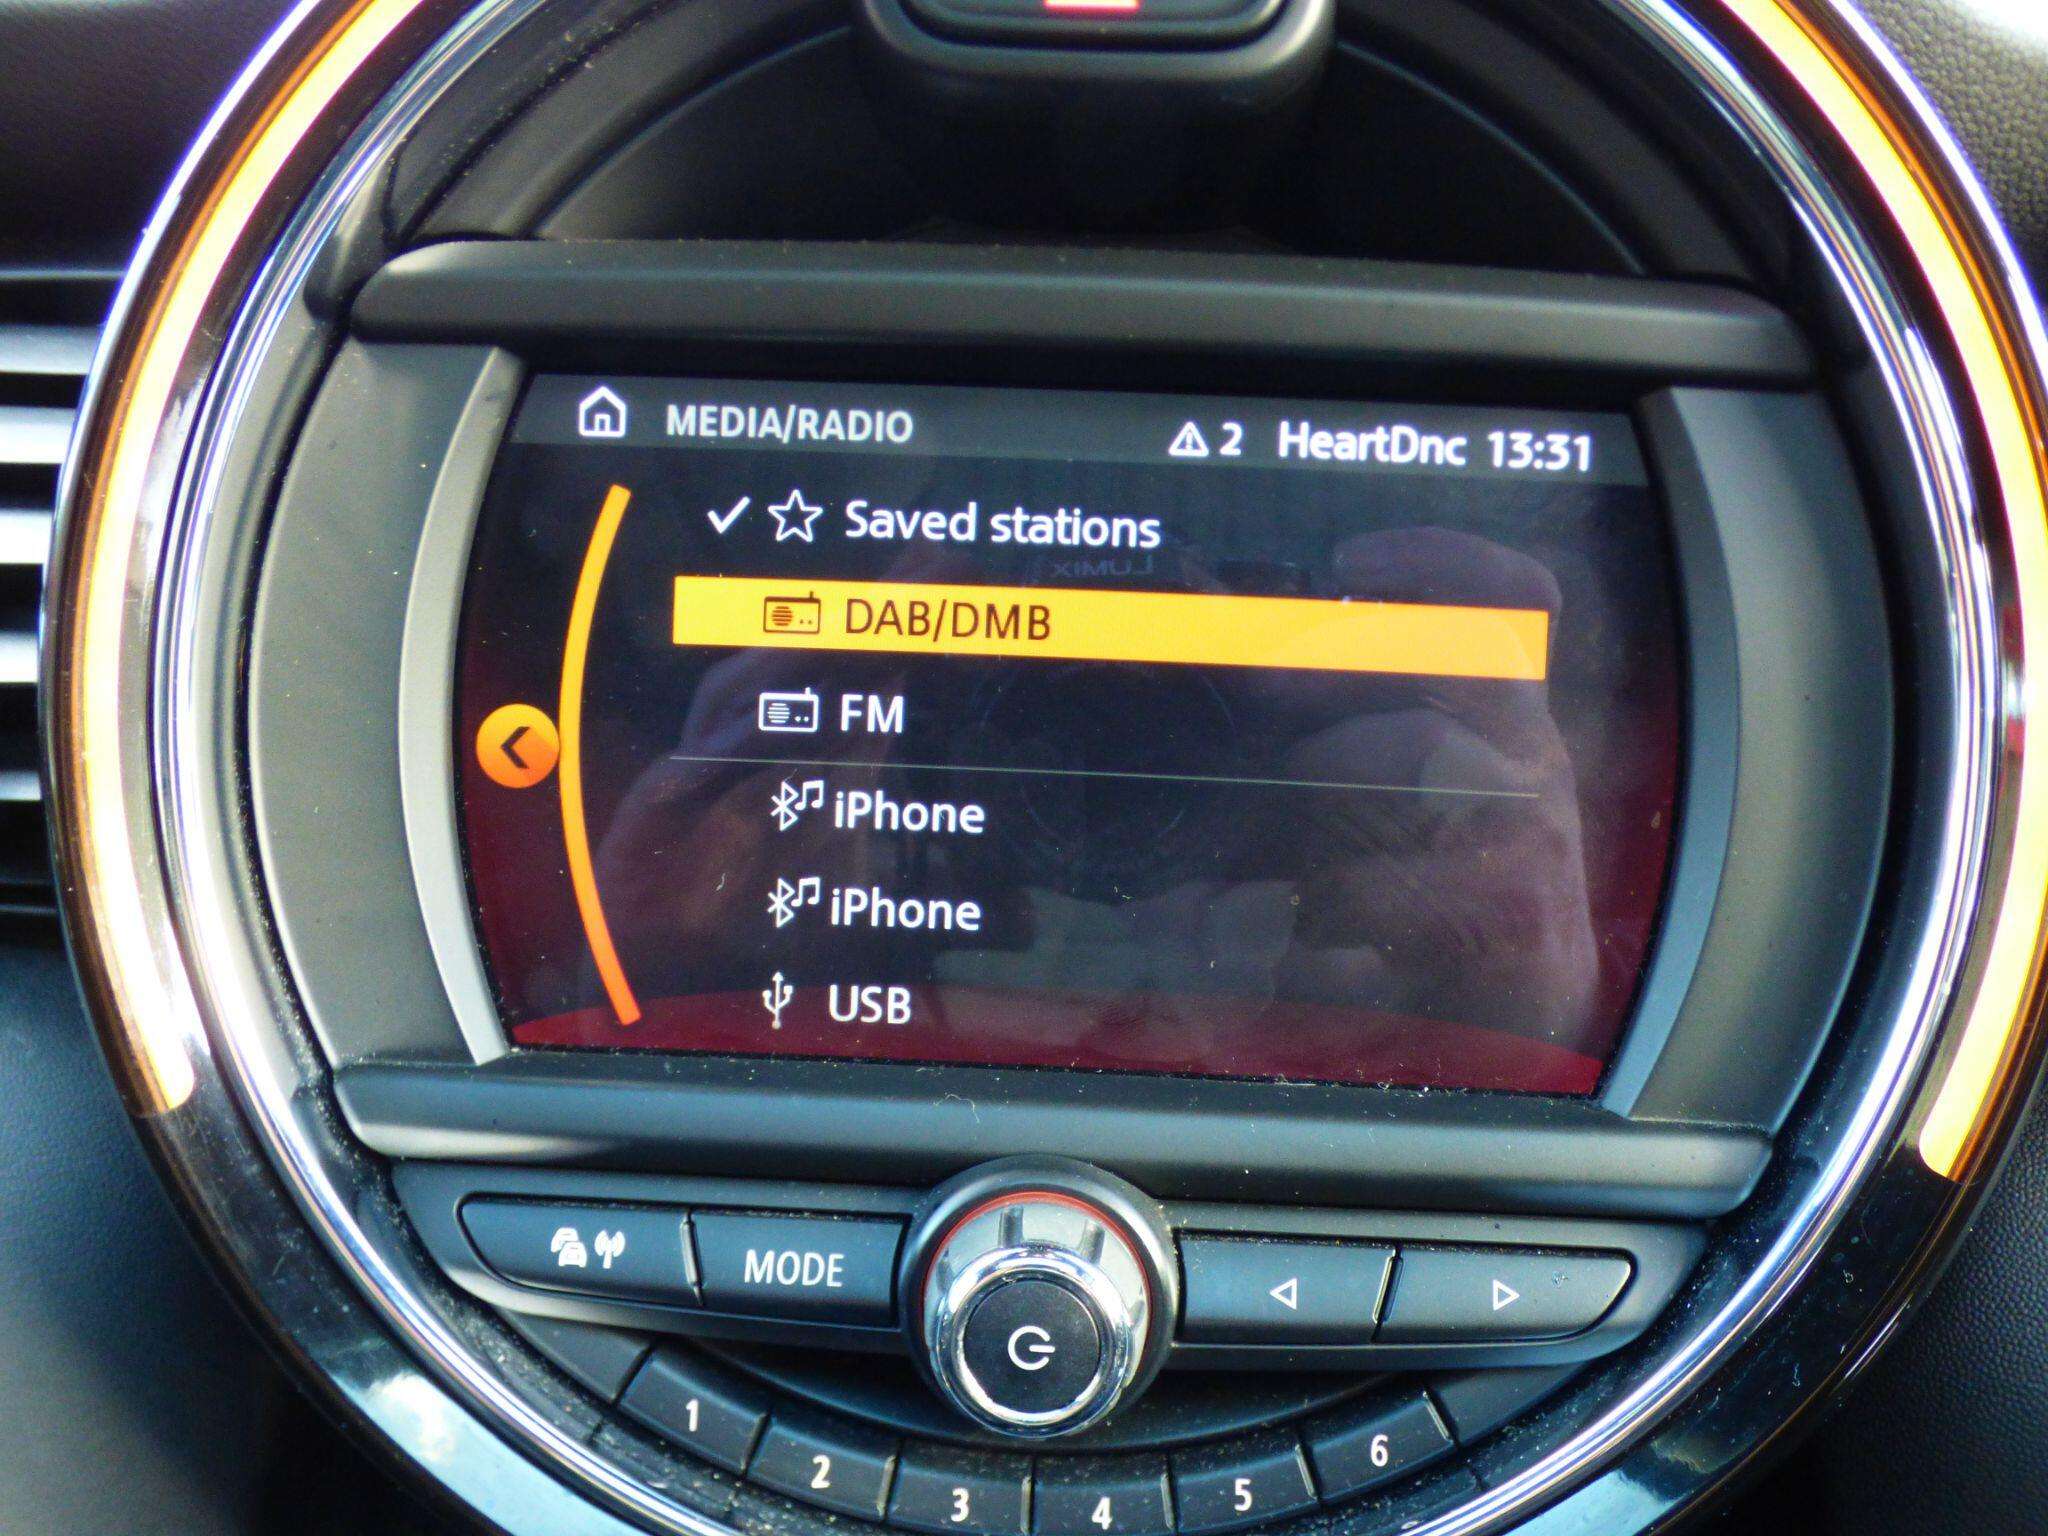 MEDIA/RADIO 2 HeartDnc 13:31
Saved stations
DAB/DMB
FM
iPhone
iPhone
USB
MODE
1 2 3 4 5 6
LUMIX